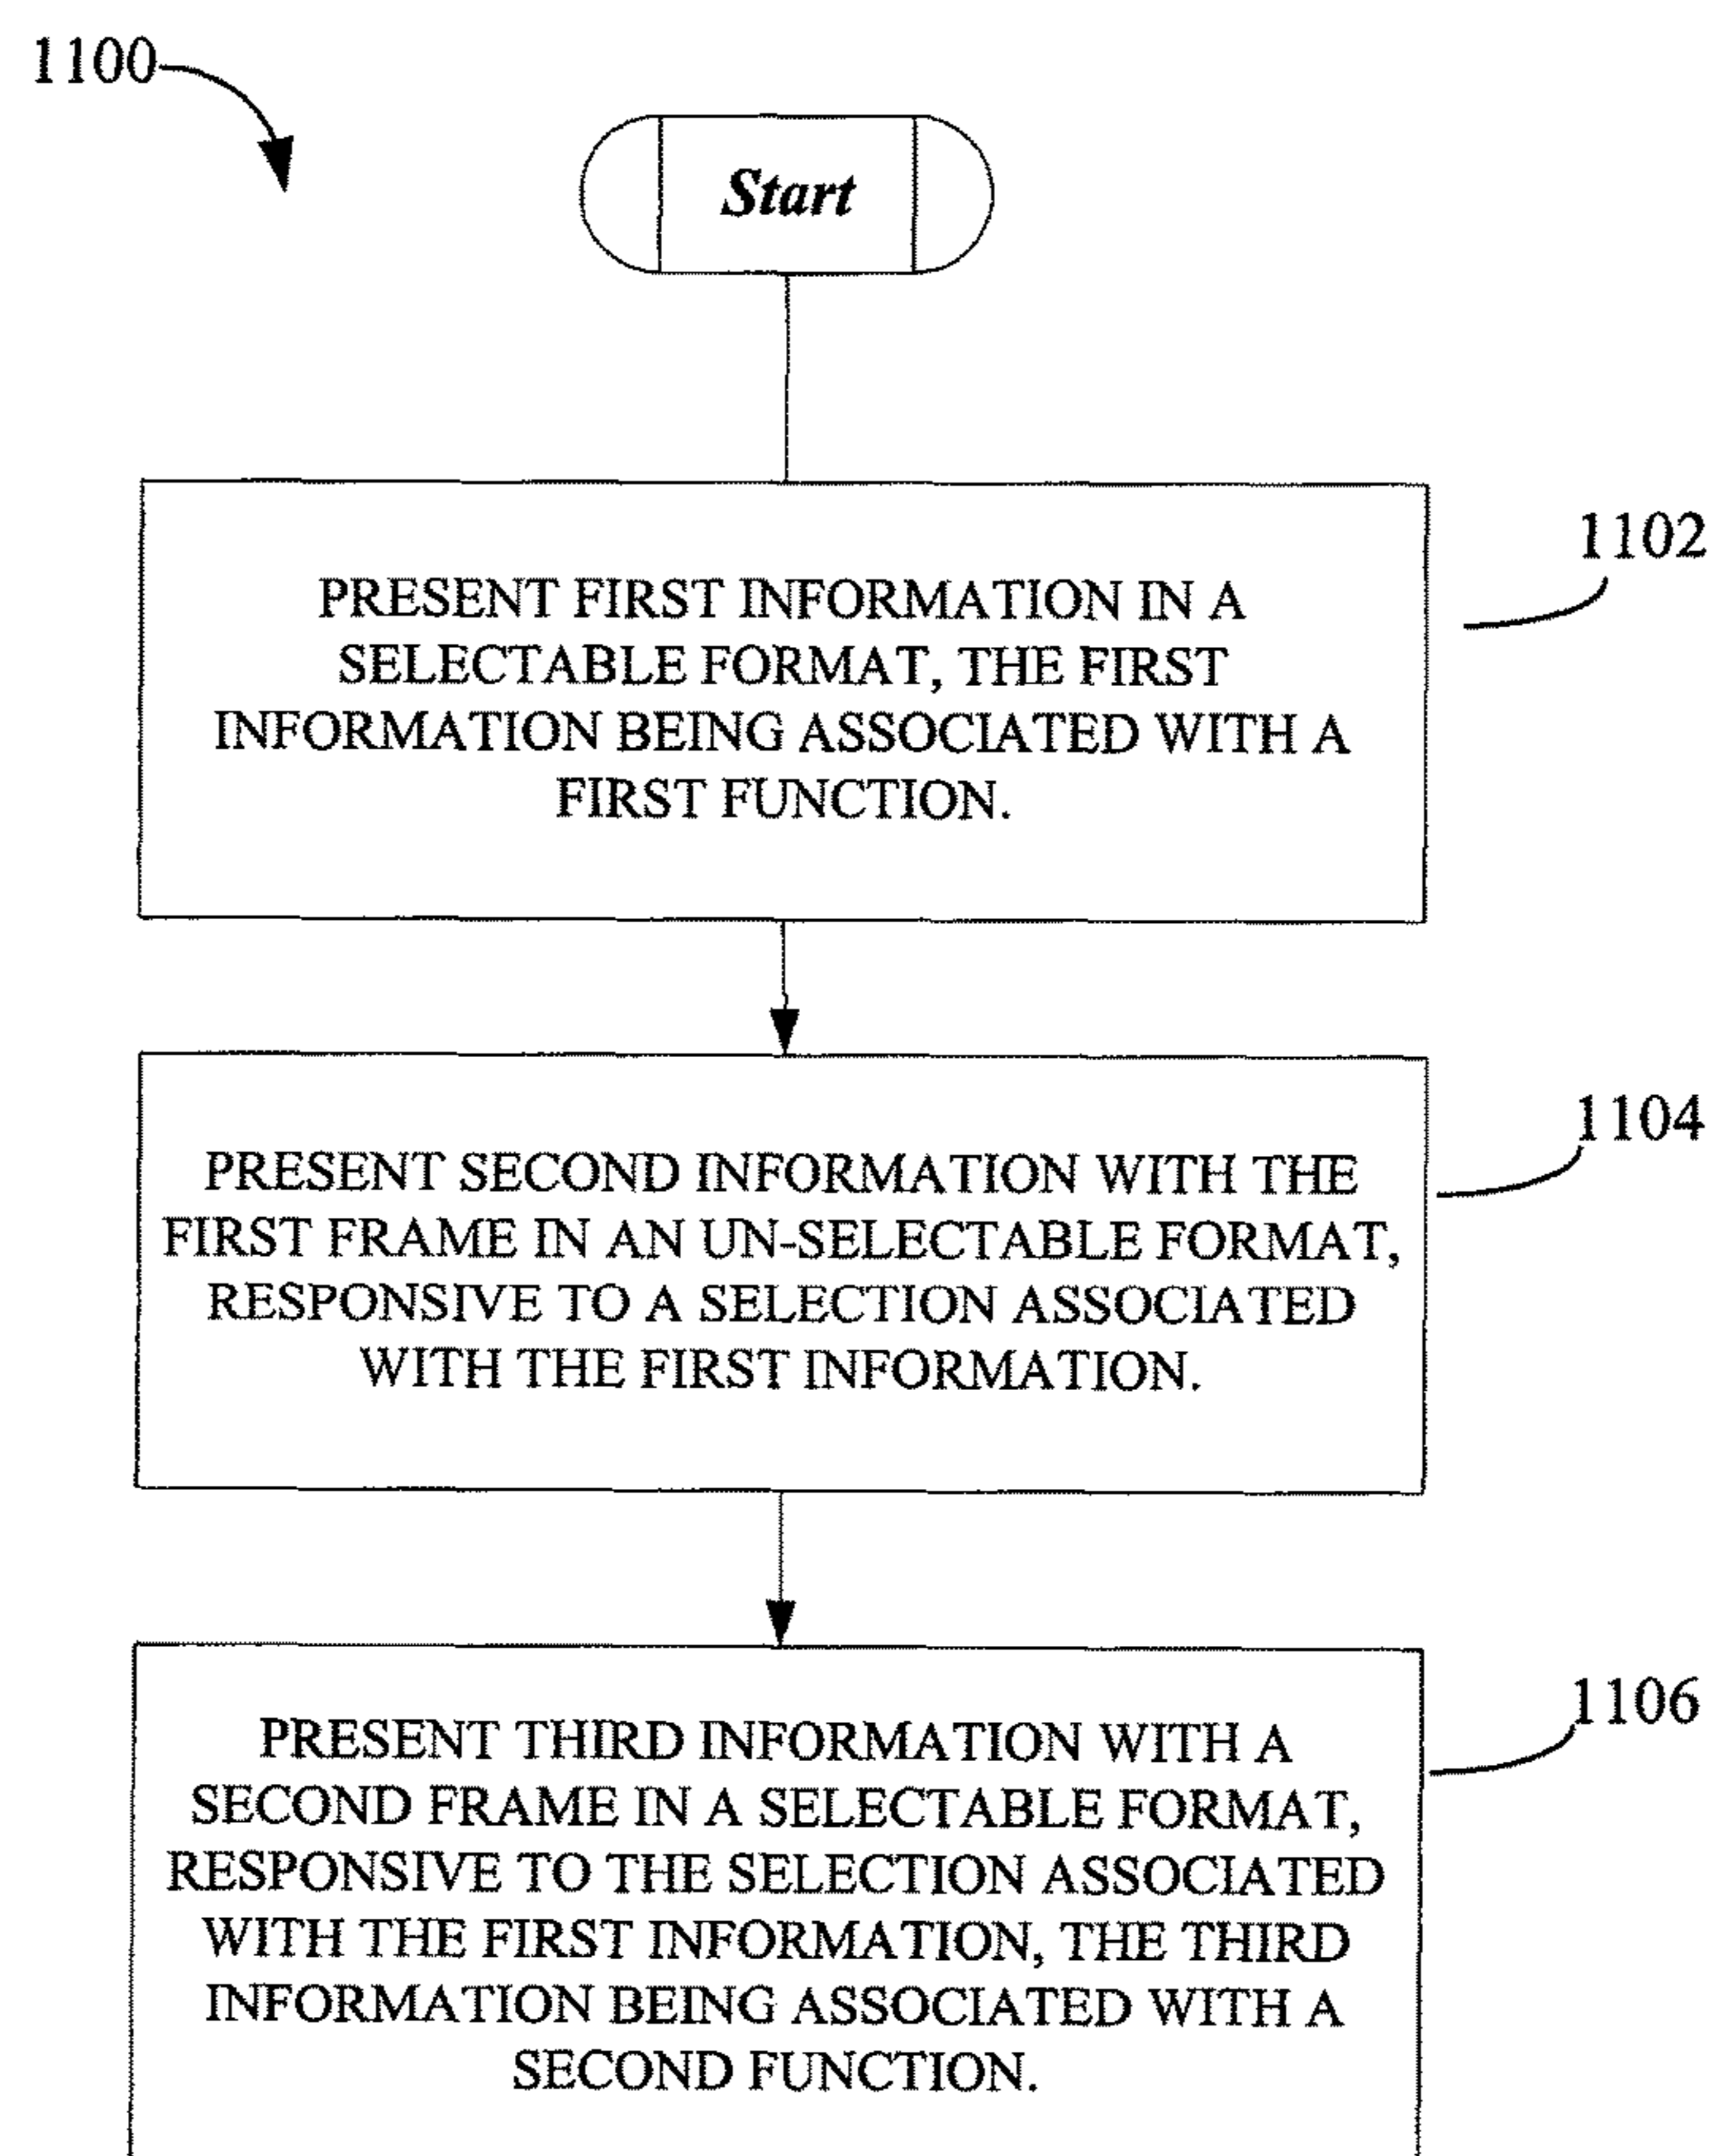 1100
Start
1102
PRESENT FIRST INFORMATION IN A
SELECTABLE FORMAT, THE FIRST
INFORMATION BEING ASSOCIATED WITH A
FIRST FUNCTION.
1104
PRESENT SECOND INFORMATION WITH THE
FIRST FRAME IN AN UN-SELECTABLE FORMAT,
RESPONSIVE TO A SELECTION ASSOCIATED
WITH THE FIRST INFORMATION.
1106
PRESENT THIRD INFORMATION WITH A
SECOND FRAME IN A SELECTABLE FORMAT,
RESPONSIVE TO THE SELECTION ASSOCIATED
WITH THE FIRST INFORMATION, THE THIRD
INFORMATION BEING ASSOCIATED WITH A
SECOND FUNCTION.